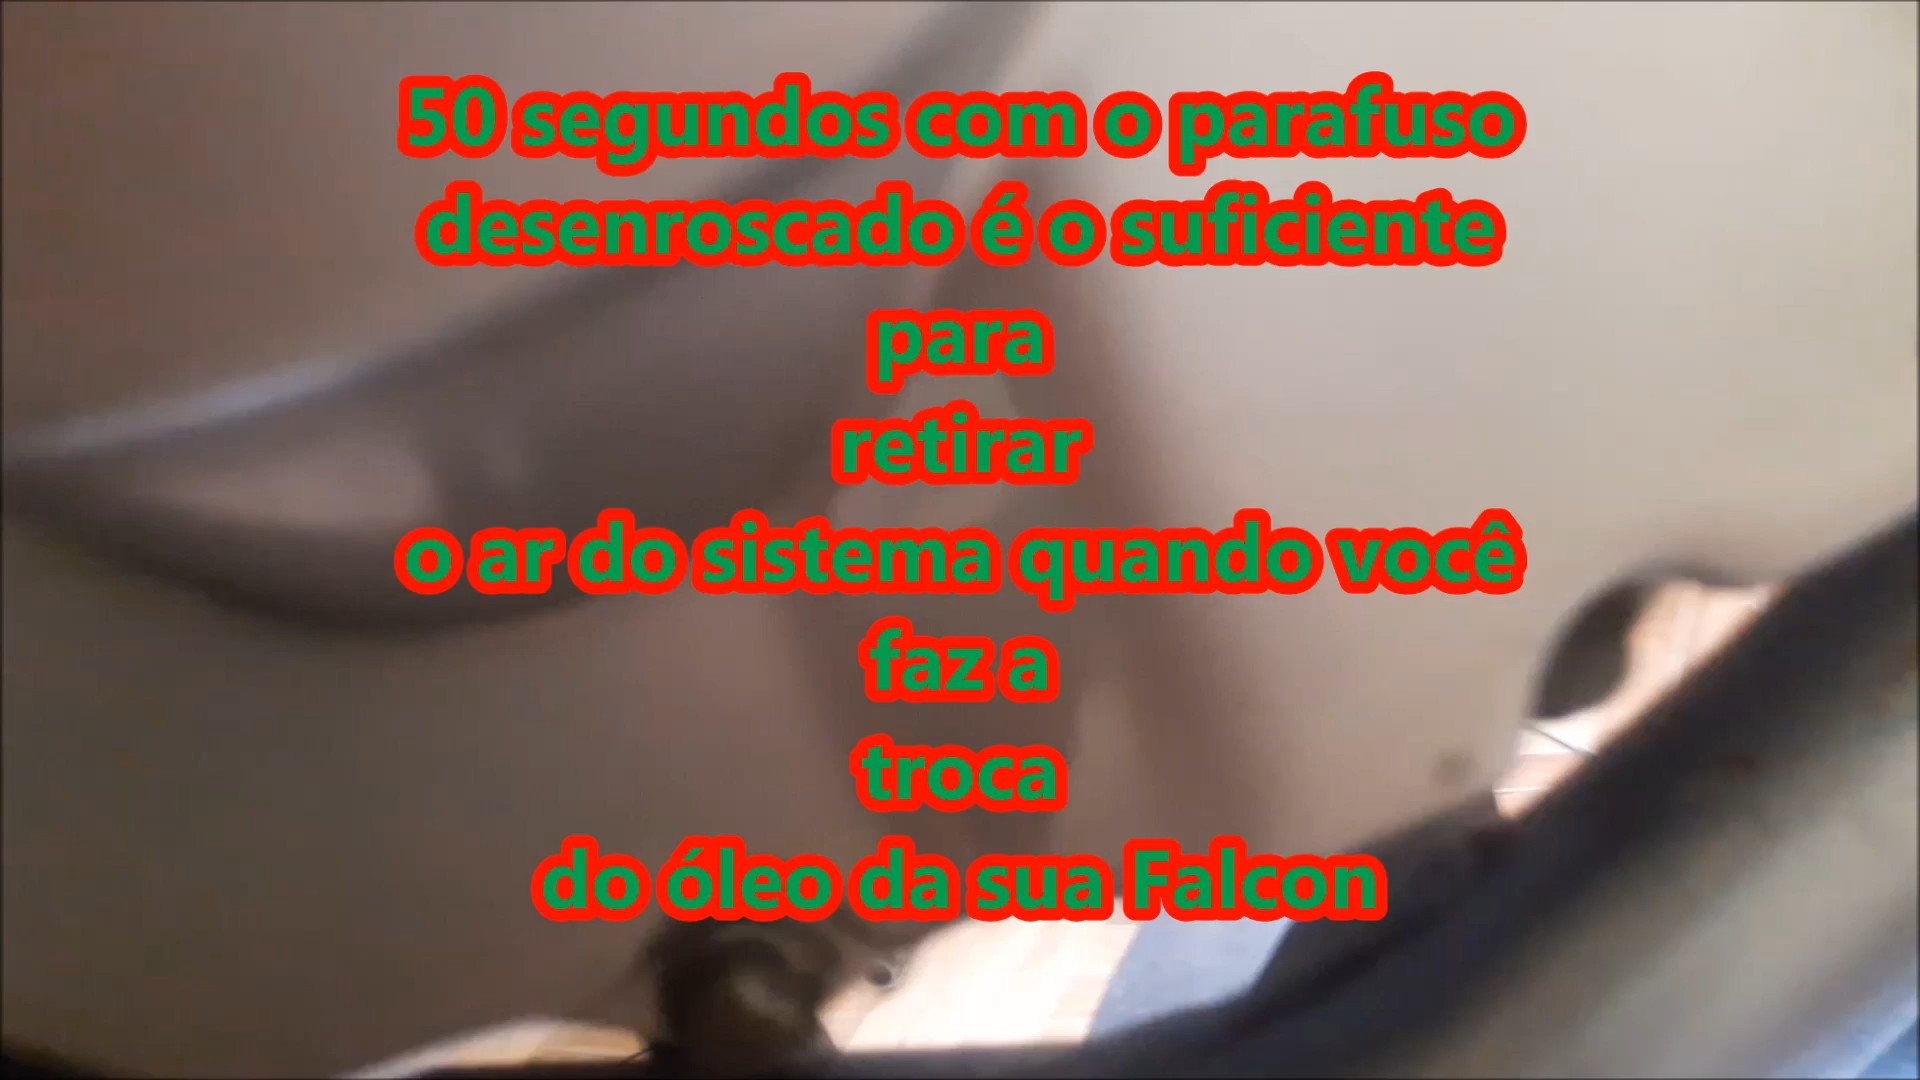 50 segundos com o parafuso
desenroscado é o suficiente
para
retirar
o ar do sistema quando você
faz a
troca
do óleo da sua Falcon